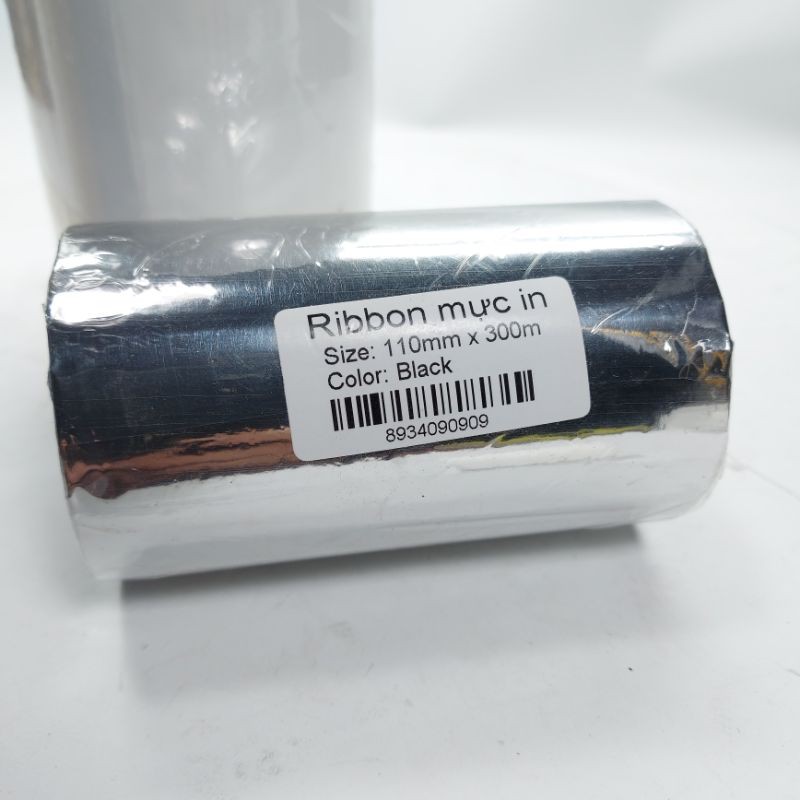 Ribbon mực in
Size: 110mm x 300m
Color: Black
8934090909